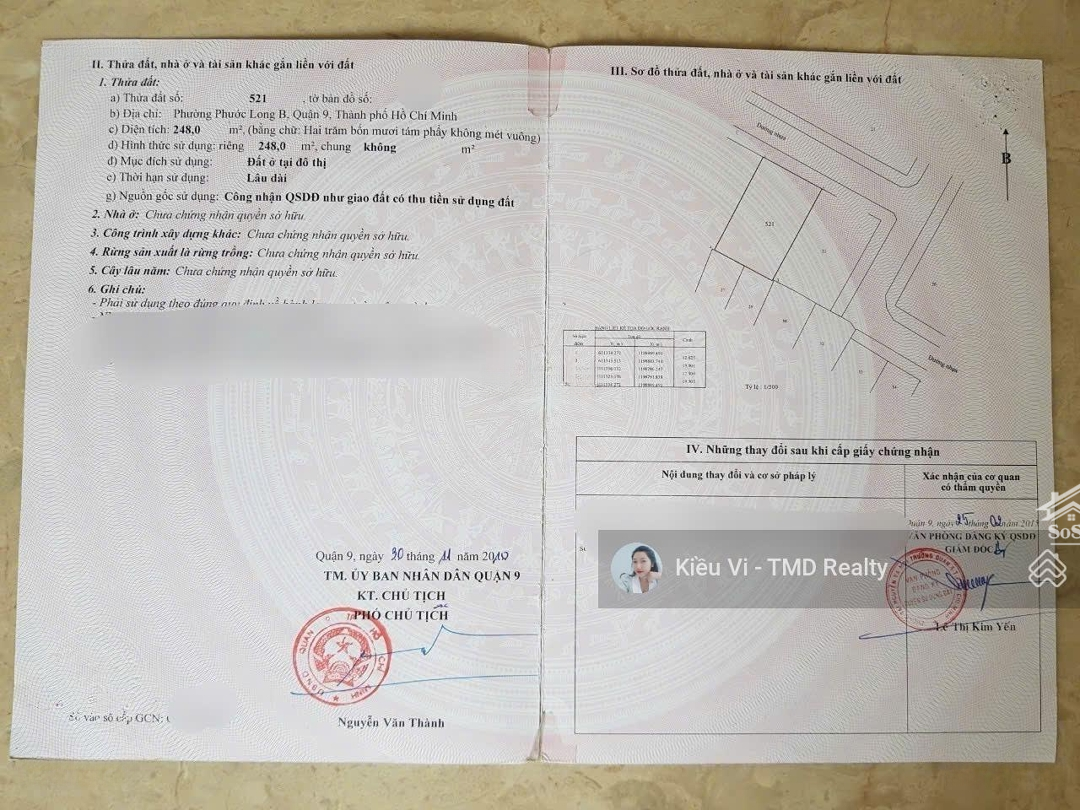 II. Thửa đất, nhà ở và tài sản khác gắn liền với đất
1. Thửa đất:
a) Thửa đất số: 521 , tờ bản đồ số:
b) Địa chỉ: Phường Phước Long B, Quận 9, Thành phố Hồ Chí Minh
c) Diện tích: 248,0 m², (bằng chữ: Hai trăm bốn mươi tám phẩy không mét vuông)
d) Hình thức sử dụng: riêng 248,0 m², chung không m²
đ) Mục đích sử dụng: Đất ở tại đô thị
e) Thời hạn sử dụng: Lâu dài
g) Nguồn gốc sử dụng: Công nhận QSDĐ như giao đất có thu tiền sử dụng đất
2. Nhà ở: Chưa chứng nhận quyền sở hữu.
3. Công trình xây dựng khác: Chưa chứng nhận quyền sở hữu.
4. Rừng sản xuất là rừng trồng: Chưa chứng nhận quyền sở hữu.
5. Cây lâu năm: Chưa chứng nhận quyền sở hữu.
6. Ghi chú:
- Phải sử dụng theo đúng quy định về
Quận 9, ngày 30 tháng 11 năm 2010
TM. ỦY BAN NHÂN DÂN QUẬN 9
KT. CHỦ TỊCH
PHÓ CHỦ TỊCH
Nguyễn Văn Thành
Số vào sổ cấp GCN:
III. Sơ đồ thửa đất, nhà ở và tài sản khác gắn liền với đất
B
Đường nhựa
521
Đường nhựa
Tỷ lệ: 1/500
IV. Những thay đổi sau khi cấp giấy chứng nhận
Nội dung thay đổi và cơ sở pháp lý
Xác nhận của cơ quan
có thẩm quyền
Quận 9, ngày 25 tháng 02 năm 2013
VĂN PHÒNG ĐĂNG KÝ QSDĐ
GIÁM ĐỐC
Lê Thị Kim Yến
Kiều Vi - TMD Realty
SoS